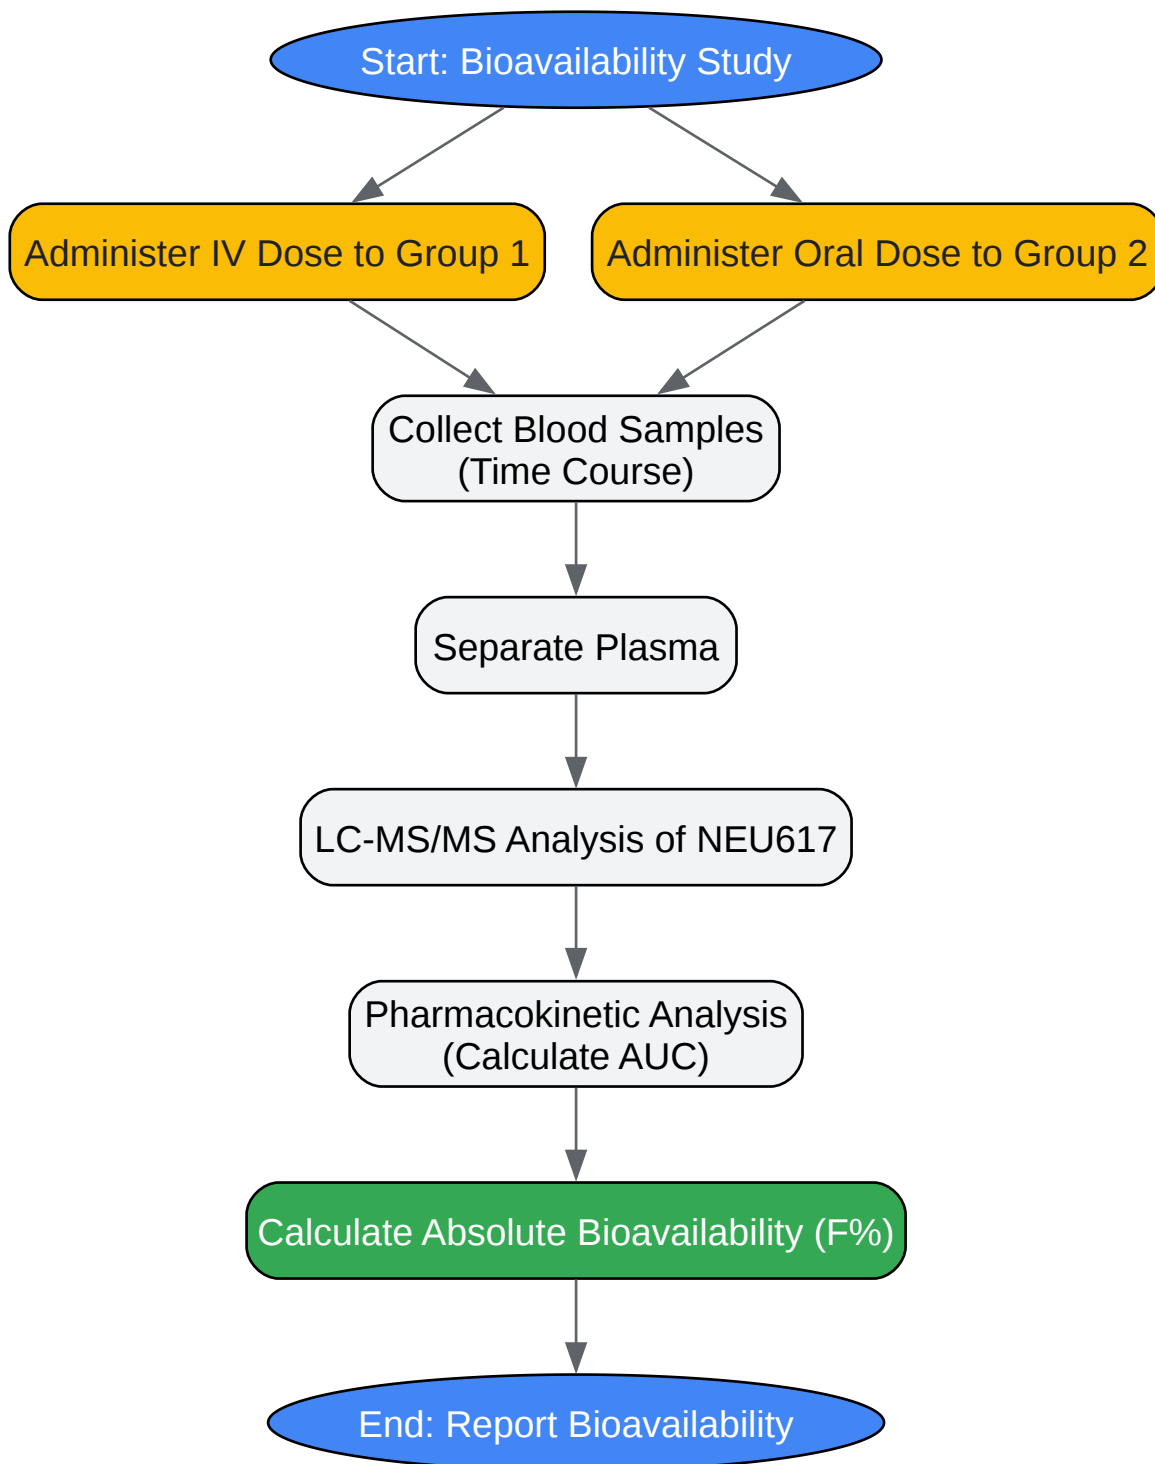 Start: Bioavailability Study
Administer IV Dose to Group 1
Administer Oral Dose to Group 2
Collect Blood Samples
(Time Course)
Separate Plasma
LC-MS/MS Analysis of NEU617
Pharmacokinetic Analysis
(Calculate AUC)
Calculate Absolute Bioavailability (F%)
End: Report Bioavailability